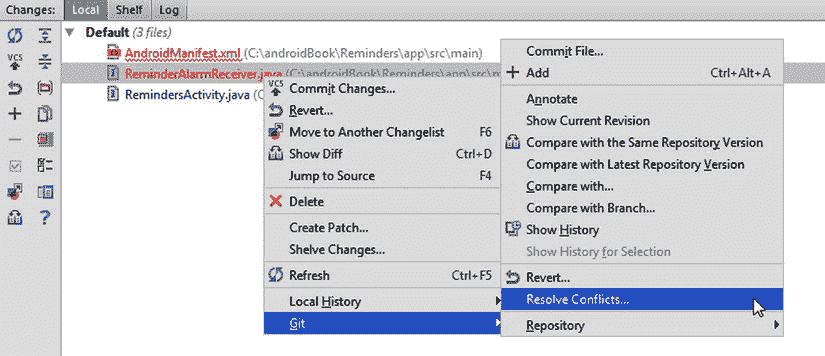 Changes: Local Shelf Log
Default (3 files)
AndroidManifest.xml (C:\androidBook\Reminders\app\src\main)
ReminderAlarmReceiver.java (C:\androidBook\Reminders\app\src\m
RemindersActivity.java (C
VCS Commit Changes...
Revert...
Move to Another Changelist F6
Show Diff Ctrl+D
Jump to Source F4
Delete
Create Patch...
Shelve Changes...
Refresh Ctrl+F5
Local History
Git
Commit File...
Add Ctrl+Alt+A
Annotate
Show Current Revision
Compare with the Same Repository Version
Compare with Latest Repository Version
Compare with...
Compare with Branch...
Show History
Show History for Selection
Revert...
Resolve Conflicts...
Repository
VCS